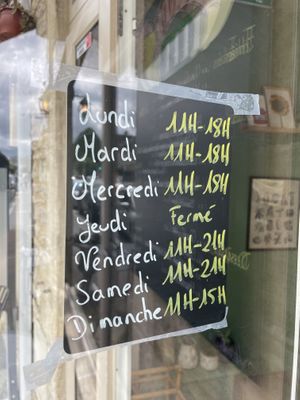 Lundi 11H-18H
Mardi 11H-18H
Mercredi 11H-18H
Jeudi Fermé
Vendredi 11H-21H
Samedi 11H-21H
Dimanche 11H-15H